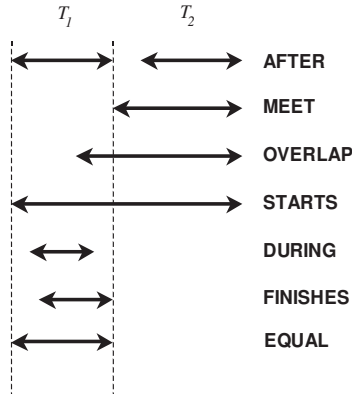 T₁ T₂
AFTER
MEET
OVERLAP
STARTS
DURING
FINISHES
EQUAL